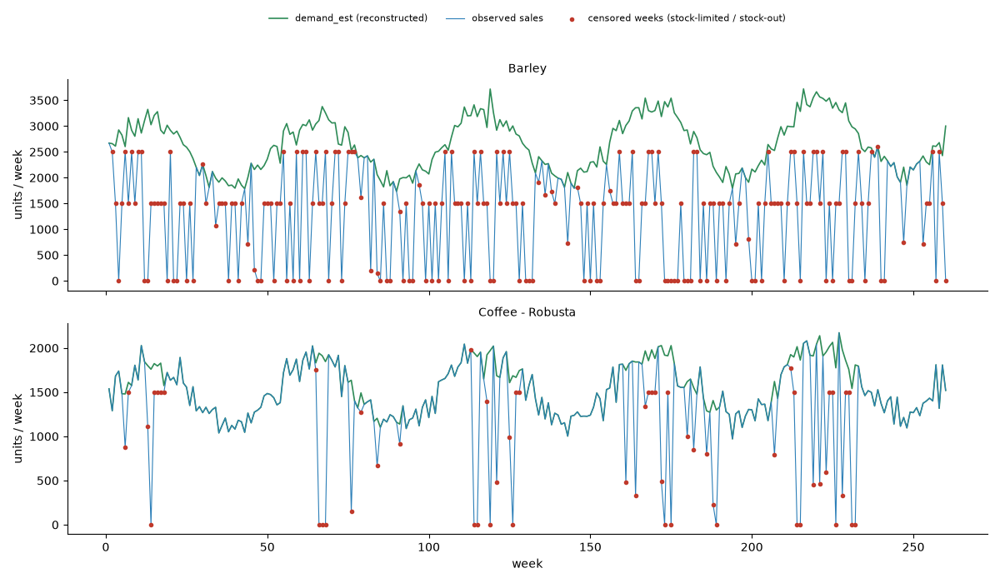 demand_est (reconstructed) observed sales censored weeks (stock-limited / stock-out)
Barley
3500
3000
2500
2000
1500
1000
500
0
units / week
Coffee - Robusta
2000
1500
1000
500
0
units / week
0 50 100 150 200 250
week